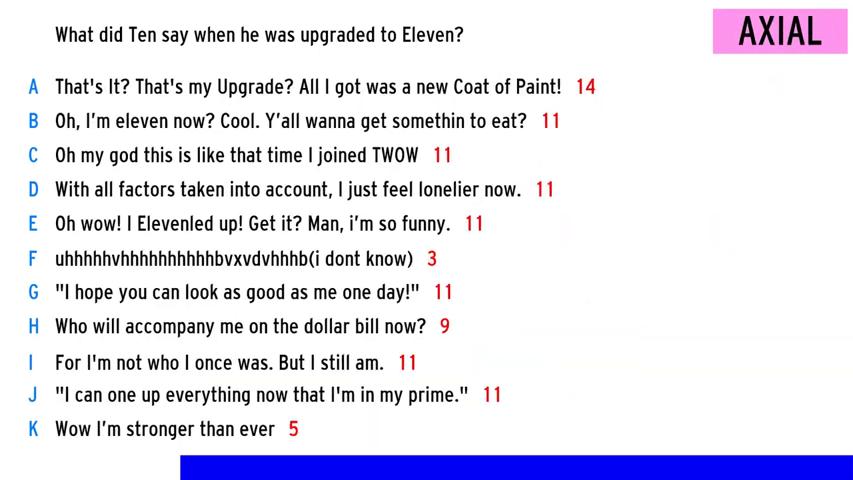 What did Ten say when he was upgraded to Eleven?
AXIAL
A That's It? That's my Upgrade? All I got was a new Coat of Paint! 14
B Oh, I'm eleven now? Cool. Y'all wanna get somethin to eat? 11
C Oh my god this is like that time I joined TWOW 11
D With all factors taken into account, I just feel lonelier now. 11
E Oh wow! I Elevenled up! Get it? Man, i'm so funny. 11
F uhhhhhvhhhhhhhhhhbvxvdvhhhb(i dont know) 3
G "I hope you can look as good as me one day!" 11
H Who will accompany me on the dollar bill now? 9
I For I'm not who I once was. But I still am. 11
J "I can one up everything now that I'm in my prime." 11
K Wow I'm stronger than ever 5